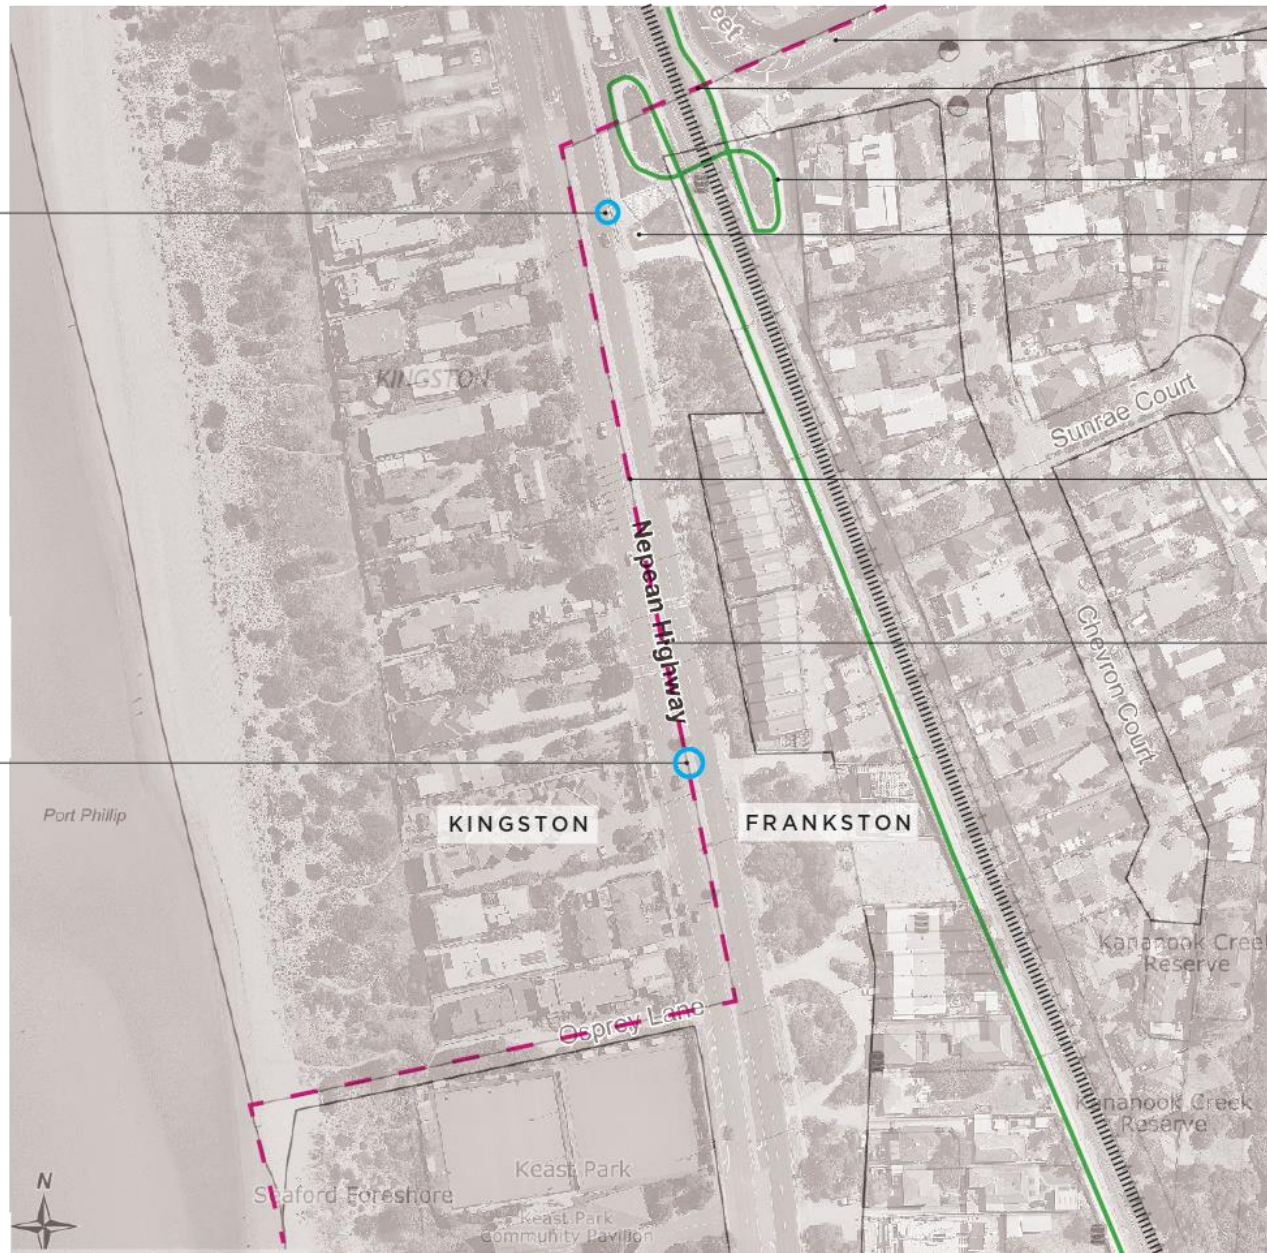 eet
KINGSTON
Sunrae Court
Nepean Highway
Chevron Court
Port Phillip
KINGSTON
FRANKSTON
Kananook Creek
Reserve
Osprey Lane
Kananook Creek
Reserve
Keast Park
Seaford Foreshore
Keast Park
Community Pavilion
N